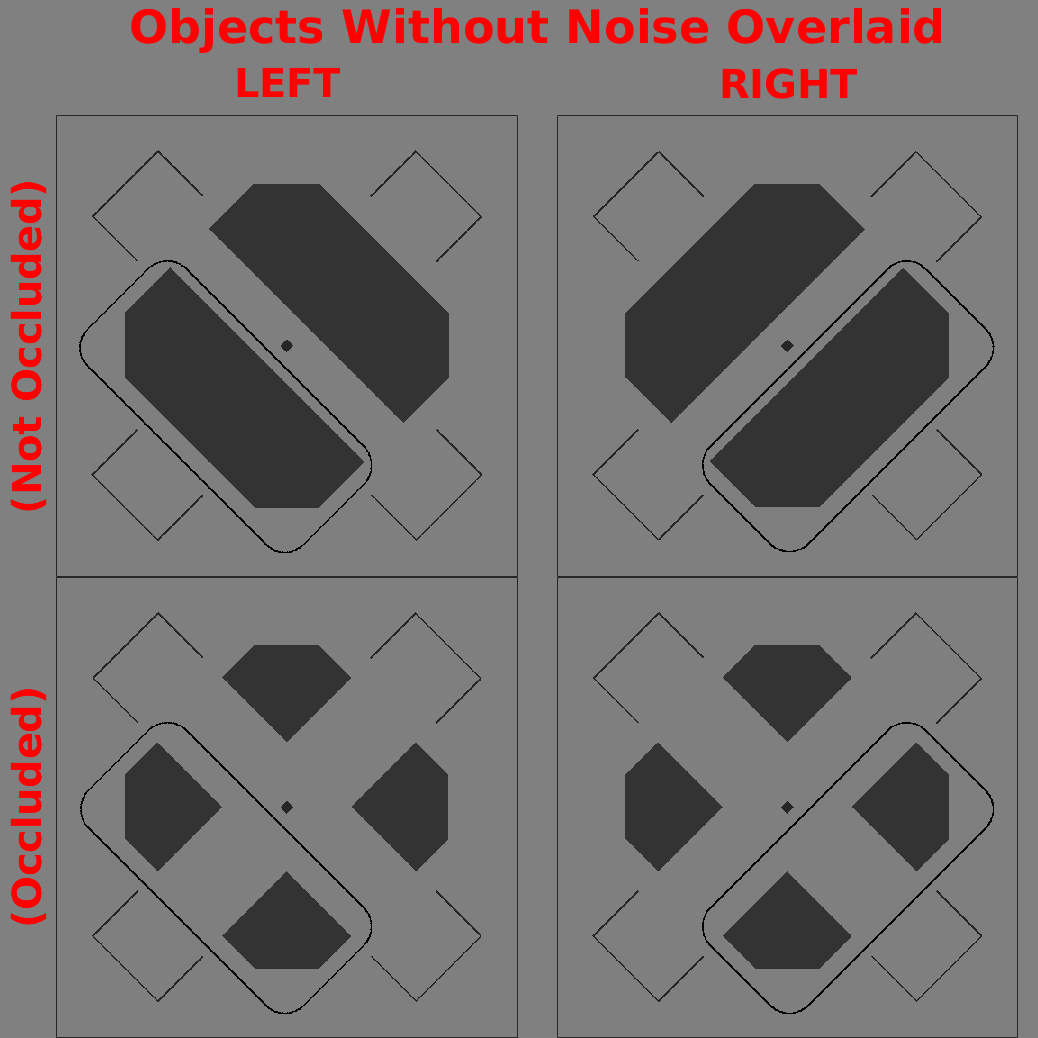 Objects Without Noise Overlaid
LEFT
RIGHT
(Not Occluded)
(Occluded)